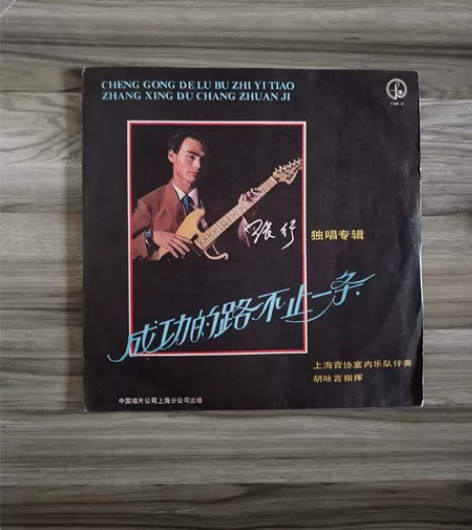 CHENG GONG DE LU BU ZHI YI TIAO
ZHANG XING DU CHANG ZHUAN JI
张行 独唱专辑
成功的路不止一条
上海音协室内乐队伴奏
胡咏言指挥
中国唱片公司上海分公司出版